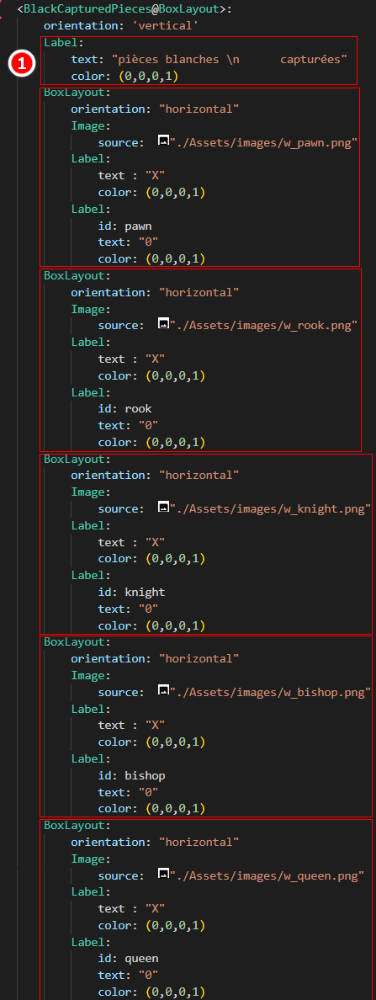 <BlackCapturedPieces@BoxLayout>:
orientation: 'vertical'
Label:
1
text: "pièces blanches \n      capturées"
color: (0,0,0,1)
BoxLayout:
orientation: "horizontal"
Image:
source: "./Assets/images/w_pawn.png"
Label:
text : "X"
color: (0,0,0,1)
Label:
id: pawn
text: "0"
color: (0,0,0,1)
BoxLayout:
orientation: "horizontal"
Image:
source: "./Assets/images/w_rook.png"
Label:
text : "X"
color: (0,0,0,1)
Label:
id: rook
text: "0"
color: (0,0,0,1)
BoxLayout:
orientation: "horizontal"
Image:
source: "./Assets/images/w_knight.png"
Label:
text : "X"
color: (0,0,0,1)
Label:
id: knight
text: "0"
color: (0,0,0,1)
BoxLayout:
orientation: "horizontal"
Image:
source: "./Assets/images/w_bishop.png"
Label:
text : "X"
color: (0,0,0,1)
Label:
id: bishop
text: "0"
color: (0,0,0,1)
BoxLayout:
orientation: "horizontal"
Image:
source: "./Assets/images/w_queen.png"
Label:
text : "X"
color: (0,0,0,1)
Label:
id: queen
text: "0"
color: (0,0,0,1)